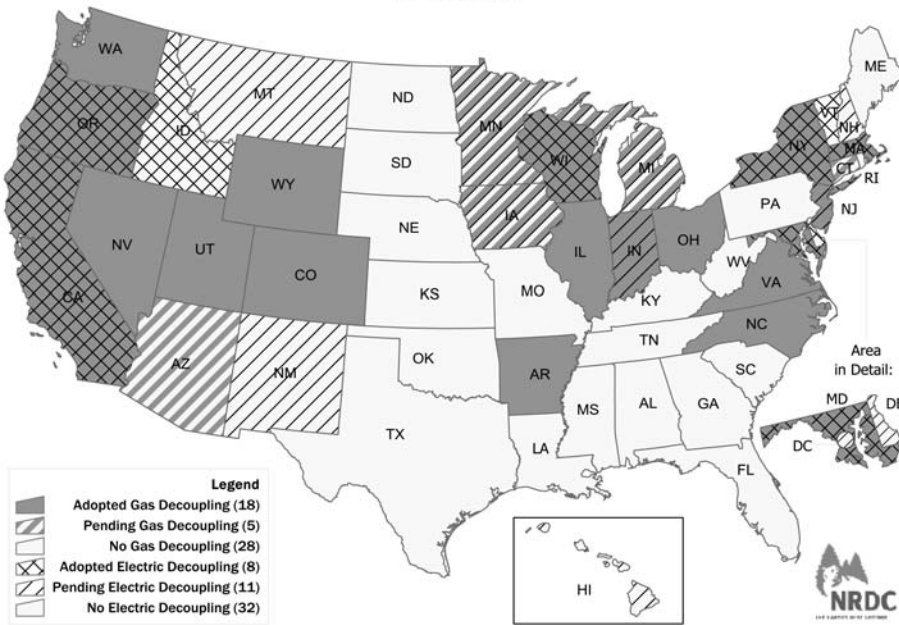 WA
MT
ND
ME
OR
ID
MN
VT
NH
SD
WI
NY
MA
WY
MI
CT
RI
IA
PA
NJ
NE
NV
UT
IL
IN
OH
CO
WV
VA
CA
KS
MO
KY
NC
TN
OK
AZ
NM
AR
SC
Area
in Detail:
MS
AL
GA
MD
DE
TX
LA
DC
FL
Legend
Adopted Gas Decoupling (18)
Pending Gas Decoupling (5)
No Gas Decoupling (28)
Adopted Electric Decoupling (8)
Pending Electric Decoupling (11)
No Electric Decoupling (32)
HI
NRDC